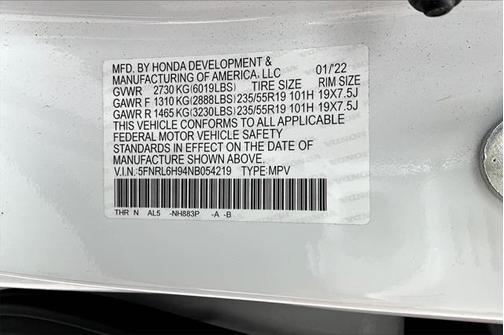 MFD. BY HONDA DEVELOPMENT &
MANUFACTURING OF AMERICA, LLC 01/'22
GVWR 2730 KG(6019LBS) TIRE SIZE RIM SIZE
GAWR F 1310 KG(2888LBS) 235/55R19 101H 19X7.5J
GAWR R 1465 KG(3230LBS) 235/55R19 101H 19X7.5J
THIS VEHICLE CONFORMS TO ALL APPLICABLE
FEDERAL MOTOR VEHICLE SAFETY
STANDARDS IN EFFECT ON THE DATE OF
MANUFACTURE SHOWN ABOVE.
V.I.N.:5FNRL6H94NB054219 TYPE:MPV
THR N AL5 -NH883P -A -B